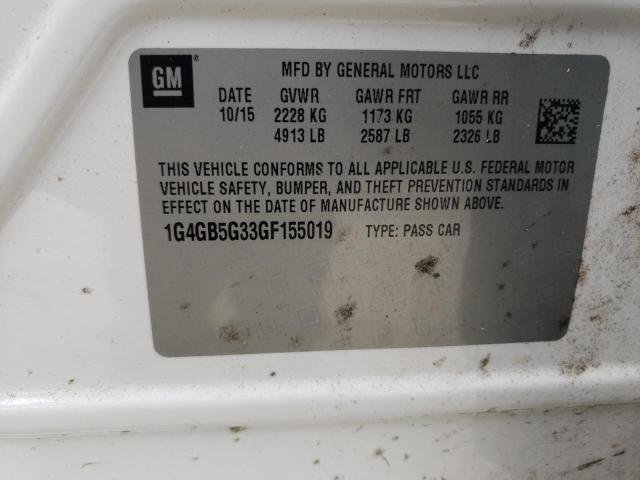 GM ®
MFD BY GENERAL MOTORS LLC
DATE GVWR GAWR FRT GAWR RR
10/15 2228 KG 1173 KG 1055 KG
4913 LB 2587 LB 2326 LB
THIS VEHICLE CONFORMS TO ALL APPLICABLE U.S. FEDERAL MOTOR
VEHICLE SAFETY, BUMPER, AND THEFT PREVENTION STANDARDS IN
EFFECT ON THE DATE OF MANUFACTURE SHOWN ABOVE.
1G4GB5G33GF155019 TYPE: PASS CAR